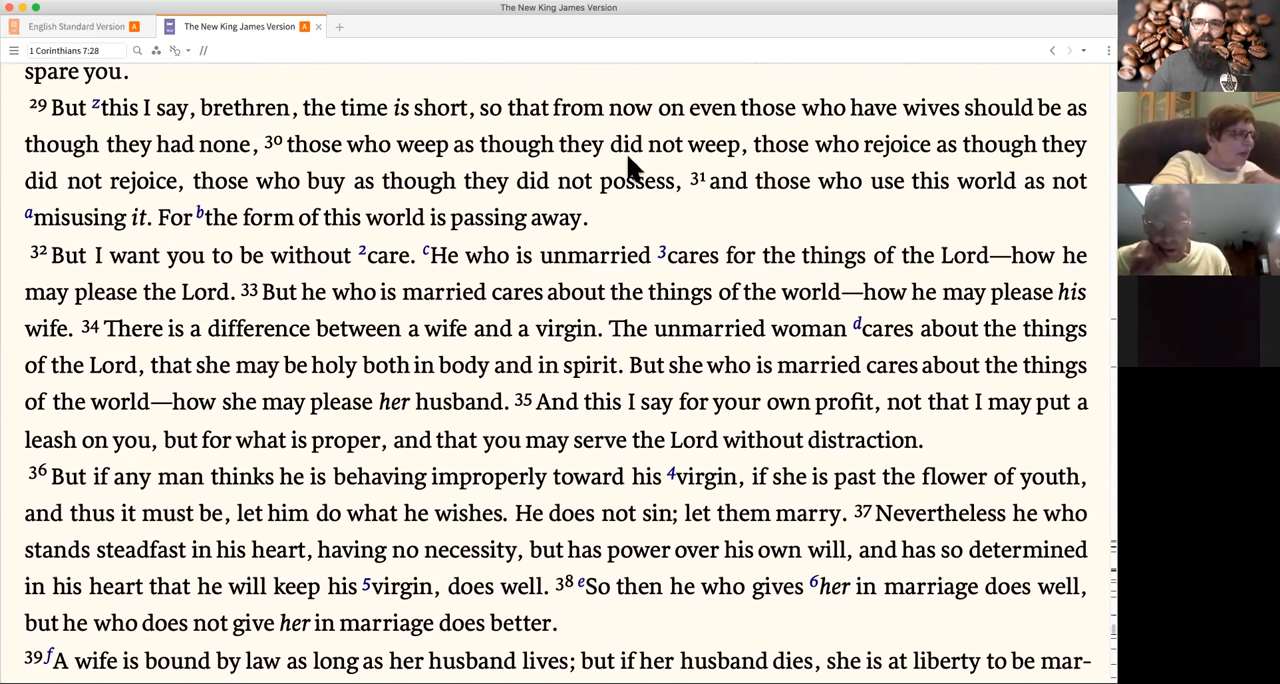 The New King James Version
English Standard Version A
The New King James Version A
1 Corinthians 7:28
spare you.
29 But zthis I say, brethren, the time is short, so that from now on even those who have wives should be as
though they had none, 30 those who weep as though they did not weep, those who rejoice as though they
did not rejoice, those who buy as though they did not possess, 31 and those who use this world as not
amisusing it. For bthe form of this world is passing away.
32 But I want you to be without 2care. cHe who is unmarried 3cares for the things of the Lord—how he
may please the Lord. 33 But he who is married cares about the things of the world—how he may please his
wife. 34 There is a difference between a wife and a virgin. The unmarried woman dcares about the things
of the Lord, that she may be holy both in body and in spirit. But she who is married cares about the things
of the world—how she may please her husband. 35 And this I say for your own profit, not that I may put a
leash on you, but for what is proper, and that you may serve the Lord without distraction.
36 But if any man thinks he is behaving improperly toward his 4virgin, if she is past the flower of youth,
and thus it must be, let him do what he wishes. He does not sin; let them marry. 37 Nevertheless he who
stands steadfast in his heart, having no necessity, but has power over his own will, and has so determined
in his heart that he will keep his 5virgin, does well. 38 eSo then he who gives 6her in marriage does well,
but he who does not give her in marriage does better.
39 fA wife is bound by law as long as her husband lives; but if her husband dies, she is at liberty to be mar-